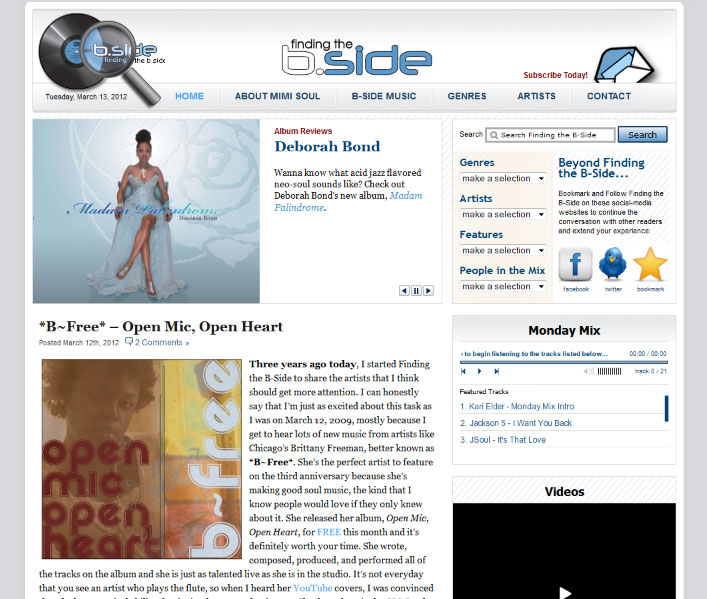 b.side
finding the b.side
finding the
b.side
Subscribe Today!
Tuesday, March 13, 2012
HOME
ABOUT MIMI SOUL
B-SIDE MUSIC
GENRES
ARTISTS
CONTACT
Madam Palindrome
Deborah Bond
Album Reviews
Deborah Bond
Wanna know what acid jazz flavored
neo-soul sounds like? Check out
Deborah Bond's new album, Madam
Palindrome.
Search
Search Finding the B-Side
Search
Genres
make a selection
Artists
make a selection
Features
make a selection
People in the Mix
make a selection
Beyond Finding
the B-Side...
Bookmark and Follow Finding the
B-Side on these social-media
websites to continue the
conversation with other readers
and extend your experience:
facebook
twitter
bookmark
*B~Free* – Open Mic, Open Heart
Posted March 12th, 2012
2 Comments »
open
mic
open
heart
b~free
Three years ago today, I started Finding
the B-Side to share the artists that I think
should get more attention. I can honestly
say that I'm just as excited about this task as
I was on March 12, 2009, mostly because I
get to hear lots of new music from artists like
Chicago's Brittany Freeman, better known as
*B~Free*. She's the perfect artist to feature
on the third anniversary because she's
making good soul music, the kind that I
know people would love if they only knew
about it. She released her album, Open Mic,
Open Heart, for FREE this month and it's
definitely worth your time. She wrote,
composed, produced, and performed all of
the tracks on the album and she is just as talented live as she is in the studio. It's not everyday
that you see an artist who plays the flute, so when I heard her YouTube covers, I was convinced
Monday Mix
to begin listening to the tracks listed below...
00:00 / 00:00
track 0 / 21
Featured Tracks
1. Kari Elder - Monday Mix Intro
2. Jackson 5 - I Want You Back
3. JSoul - It's That Love
Videos